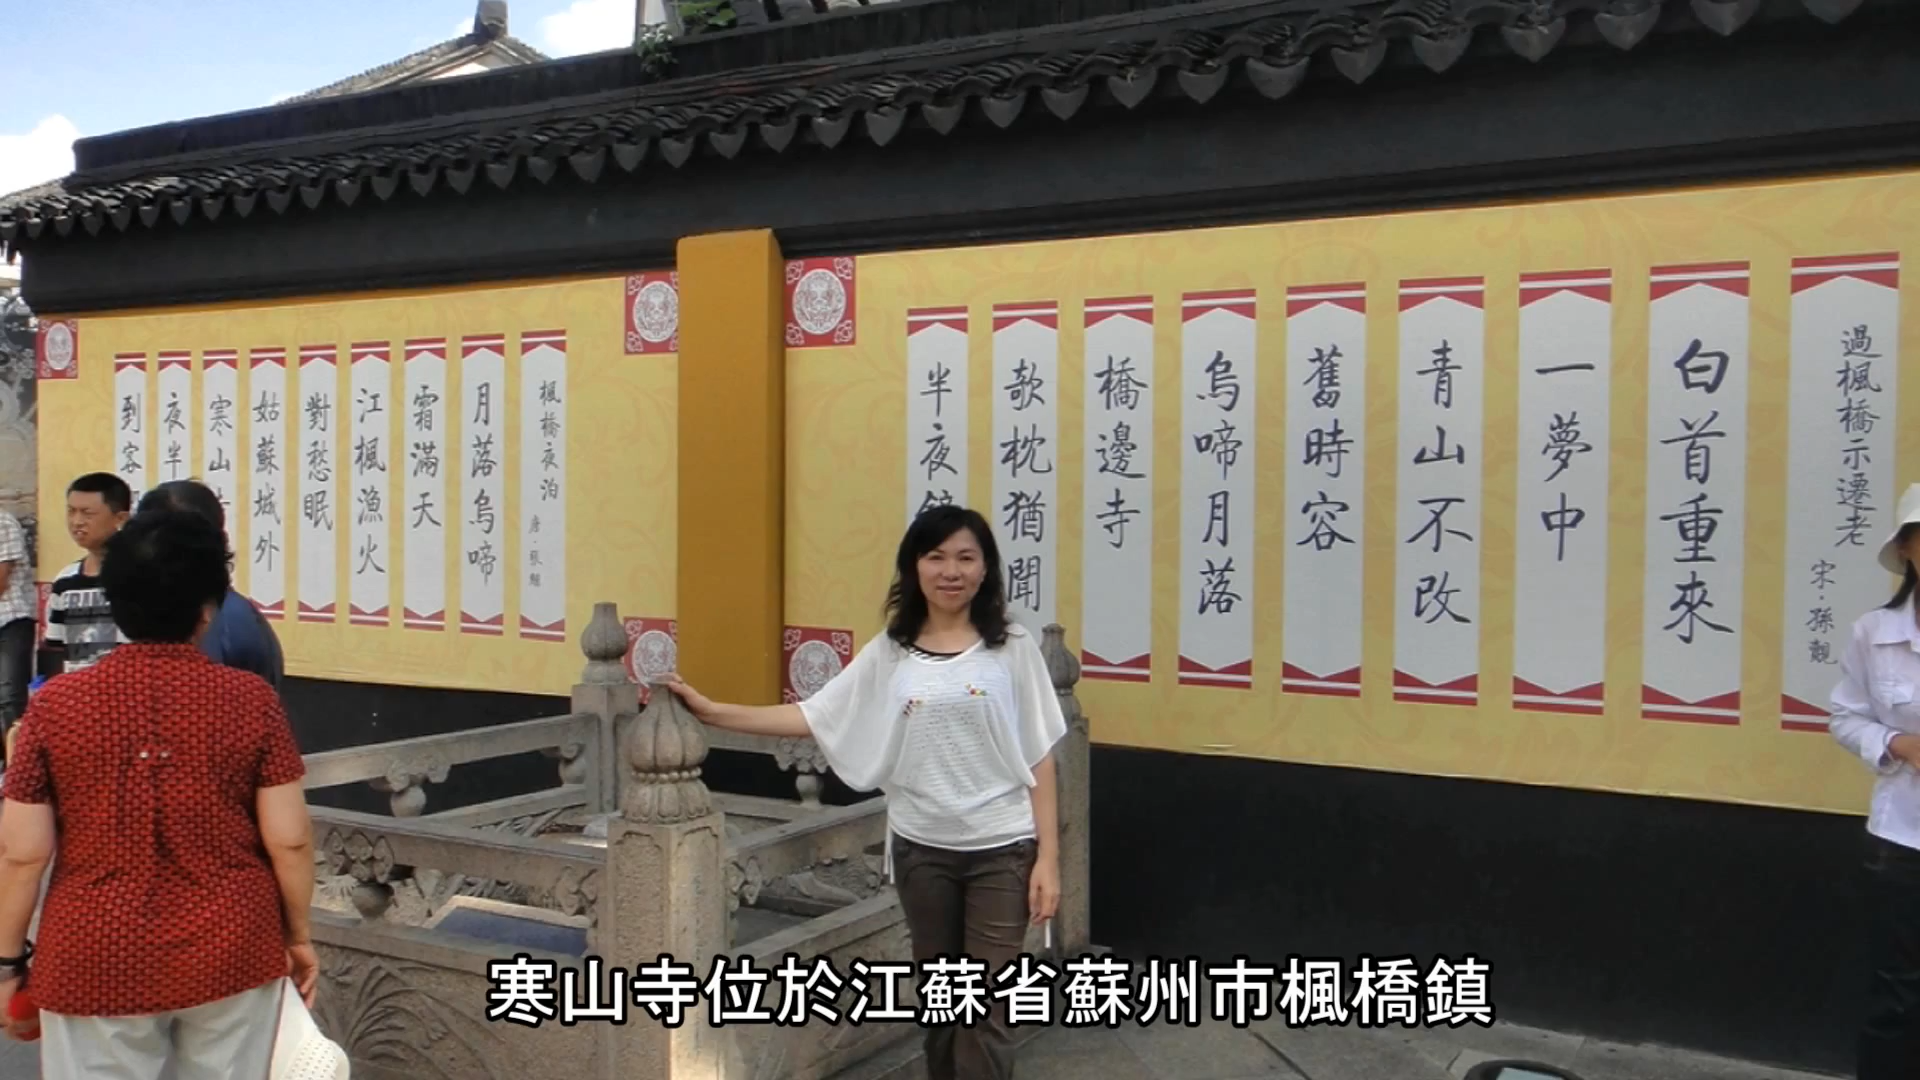 過楓橋示遷老
宋·孫覿
白首重來
一夢中
青山不改
舊時容
烏啼月落
橋邊寺
欹枕猶聞
半夜鐘
楓橋夜泊
唐·張繼
月落烏啼
霜滿天
江楓漁火
對愁眠
姑蘇城外
寒山
夜半
到客
寒山寺位於江蘇省蘇州市楓橋鎮